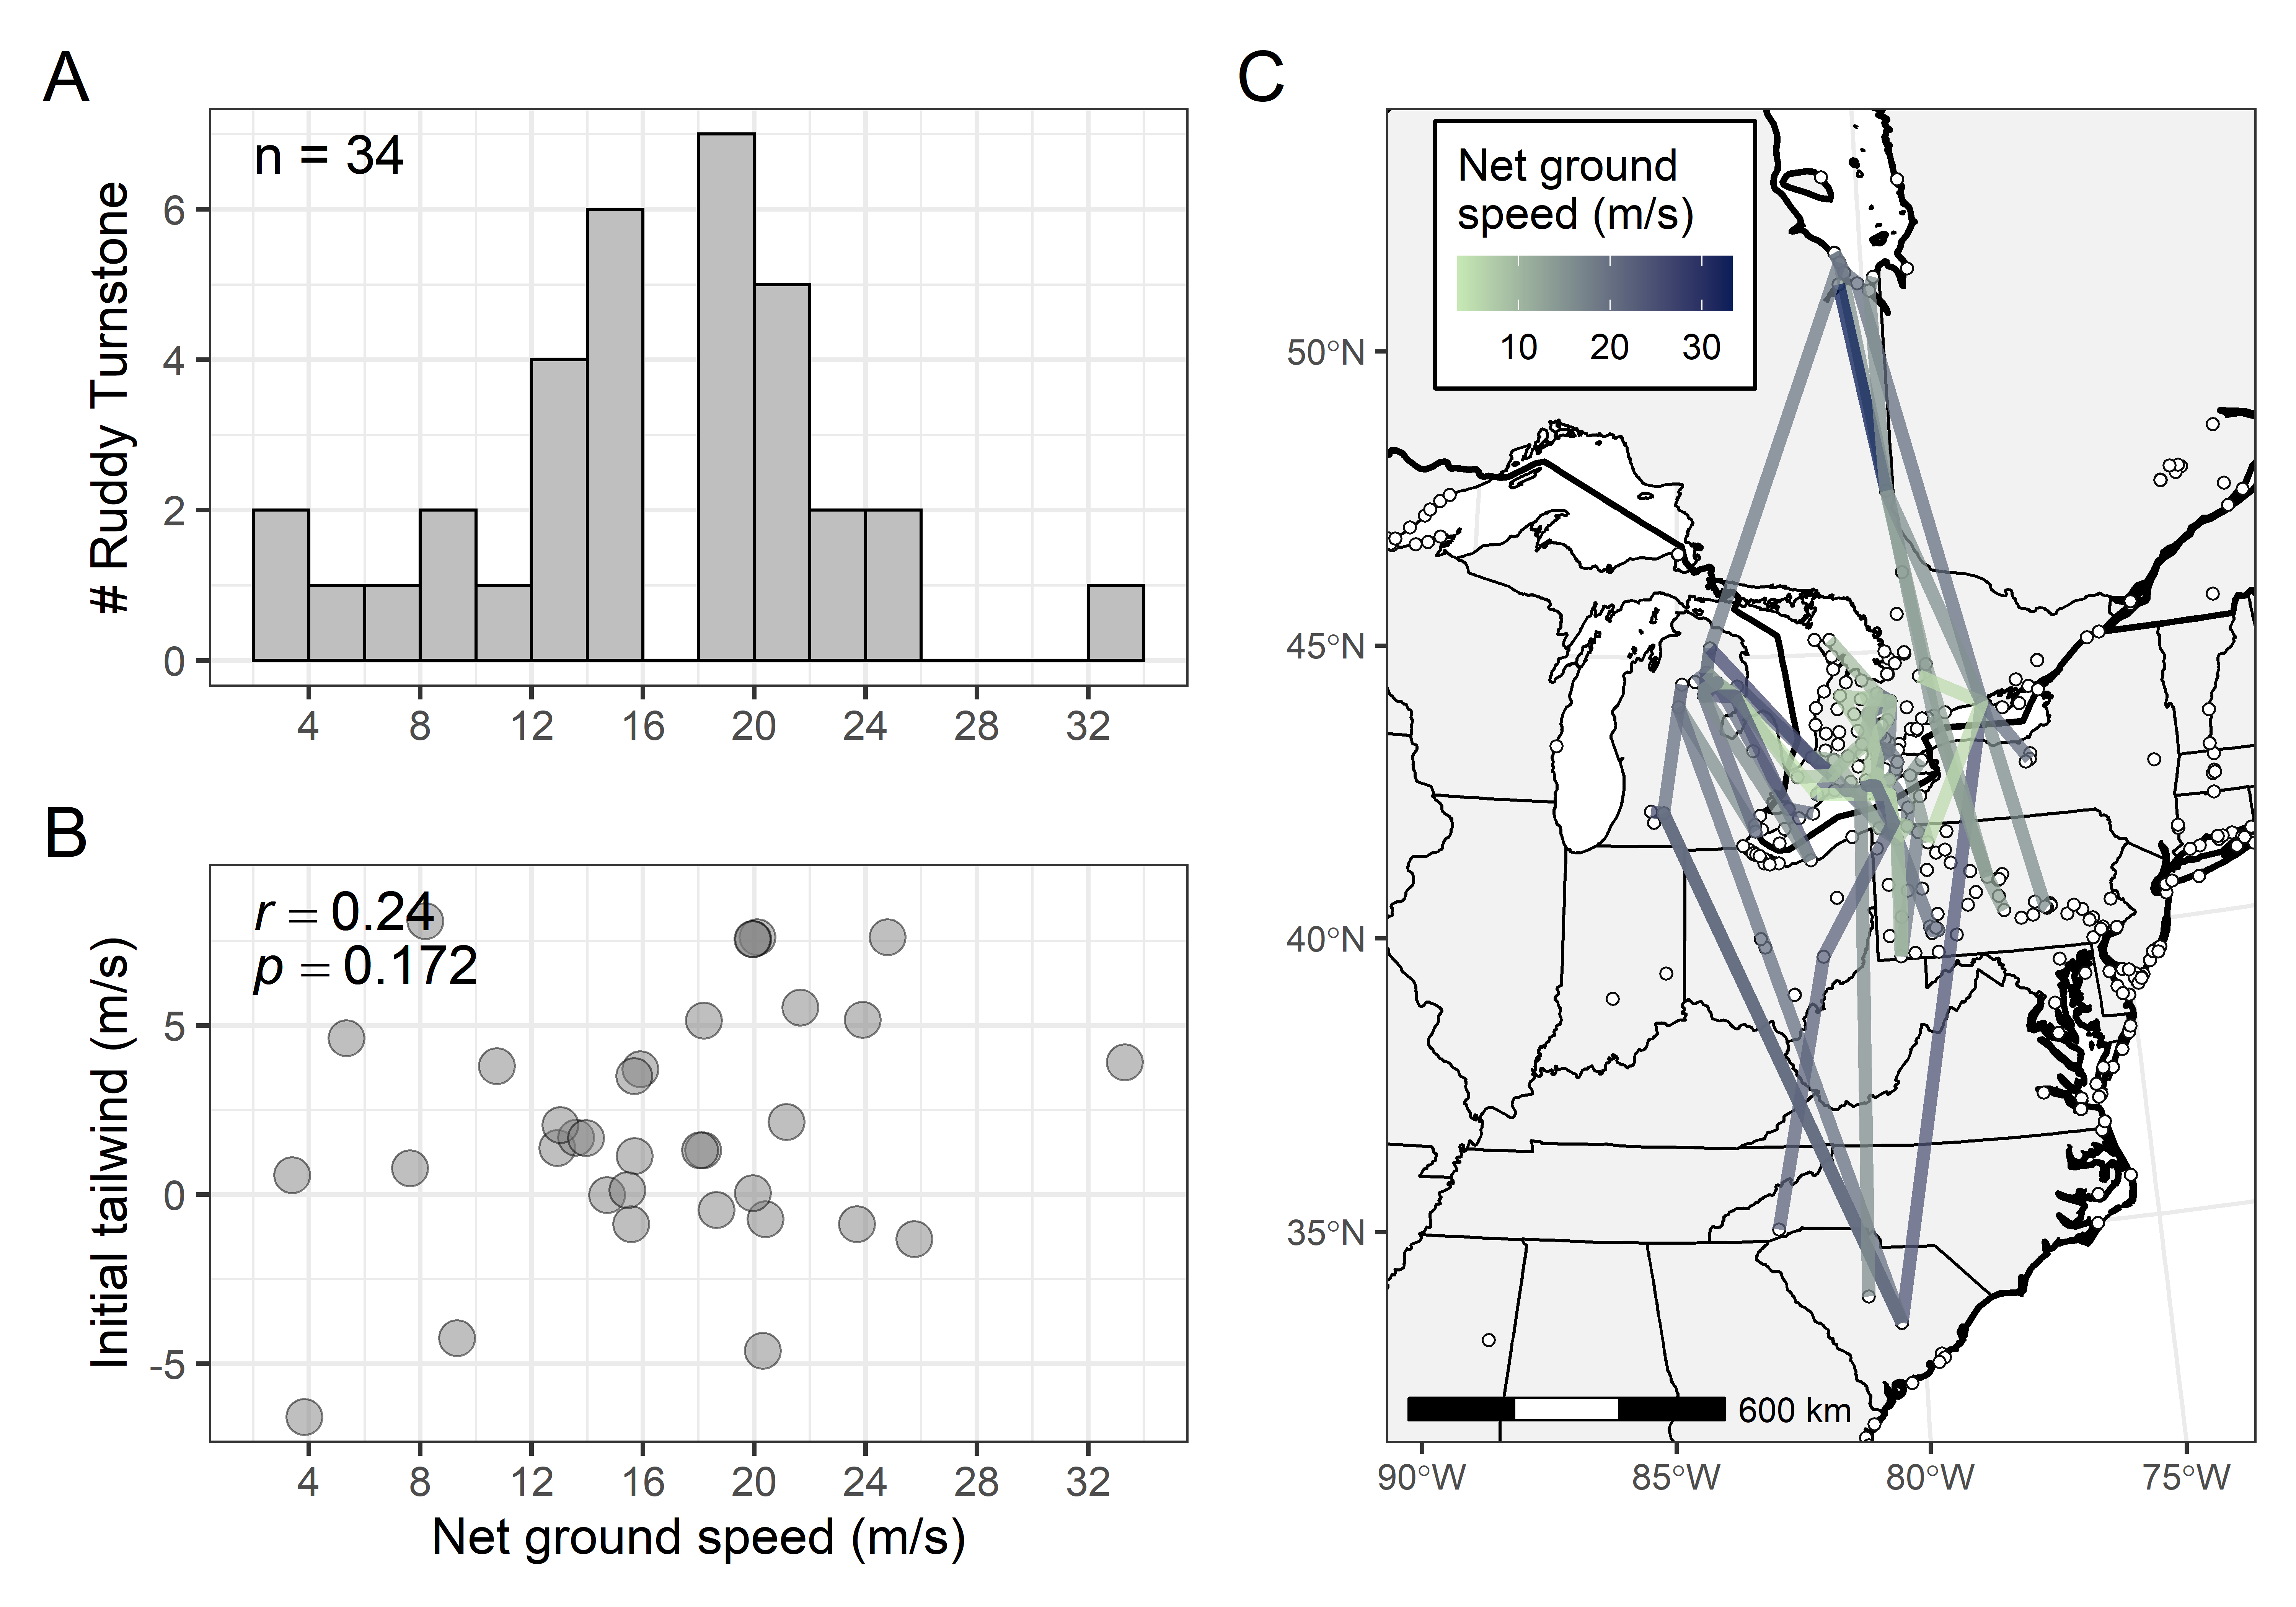 A
n = 34
# Ruddy Turnstone
6
4
2
0
4 8 12 16 20 24 28 32
B
r = 0.24
p = 0.172
Initial tailwind (m/s)
5
0
-5
4 8 12 16 20 24 28 32
Net ground speed (m/s)
C
Net ground
speed (m/s)
10 20 30
50°N
45°N
40°N
35°N
600 km
90°W 85°W 80°W 75°W